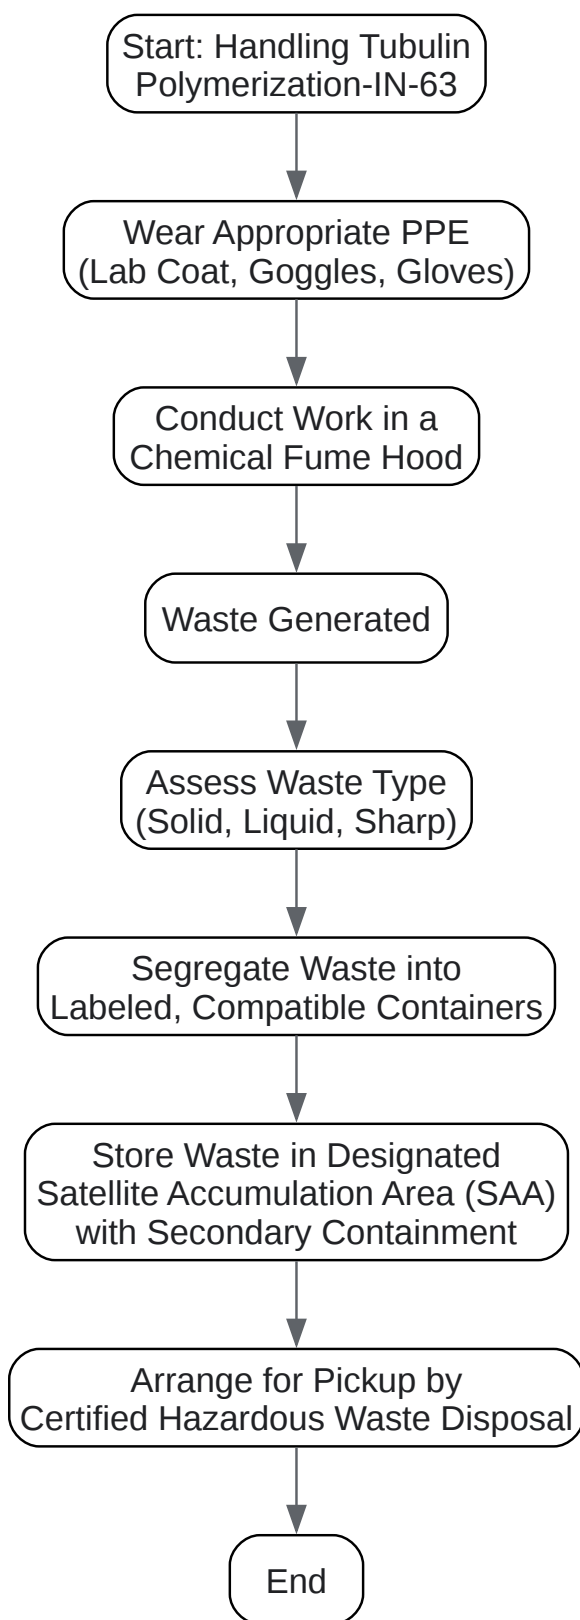 Start: Handling Tubulin
Polymerization-IN-63
Wear Appropriate PPE
(Lab Coat, Goggles, Gloves)
Conduct Work in a
Chemical Fume Hood
Waste Generated
Assess Waste Type
(Solid, Liquid, Sharp)
Segregate Waste into
Labeled, Compatible Containers
Store Waste in Designated
Satellite Accumulation Area (SAA)
with Secondary Containment
Arrange for Pickup by
Certified Hazardous Waste Disposal
End